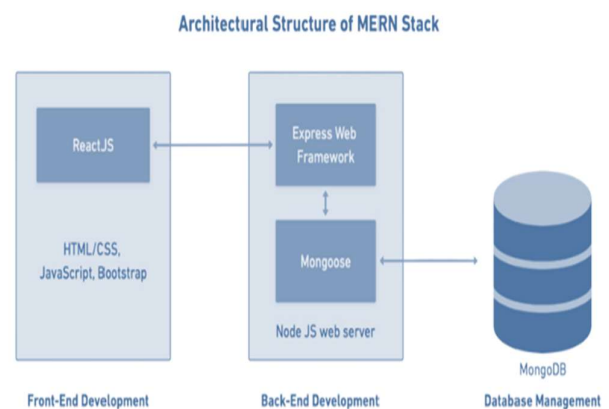 Architectural Structure of MERN Stack
ReactJS
HTML/CSS,
JavaScript, Bootstrap
Front-End Development
Express Web
Framework
Mongoose
Node JS web server
Back-End Development
MongoDB
Database Management